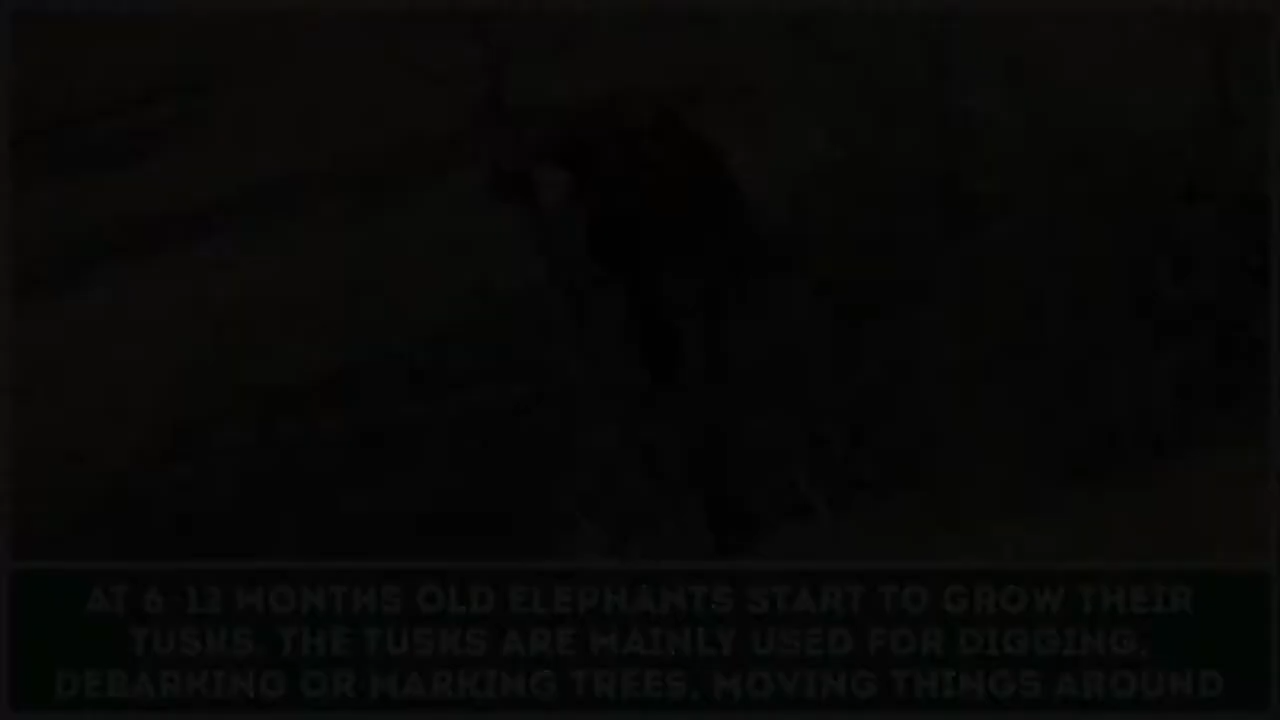 AT 6-12 MONTHS OLD ELEPHANTS START TO GROW THEIR
TUSKS. THE TUSKS ARE MAINLY USED FOR DIGGING,
DEBARKING OR MARKING TREES, MOVING THINGS AROUND